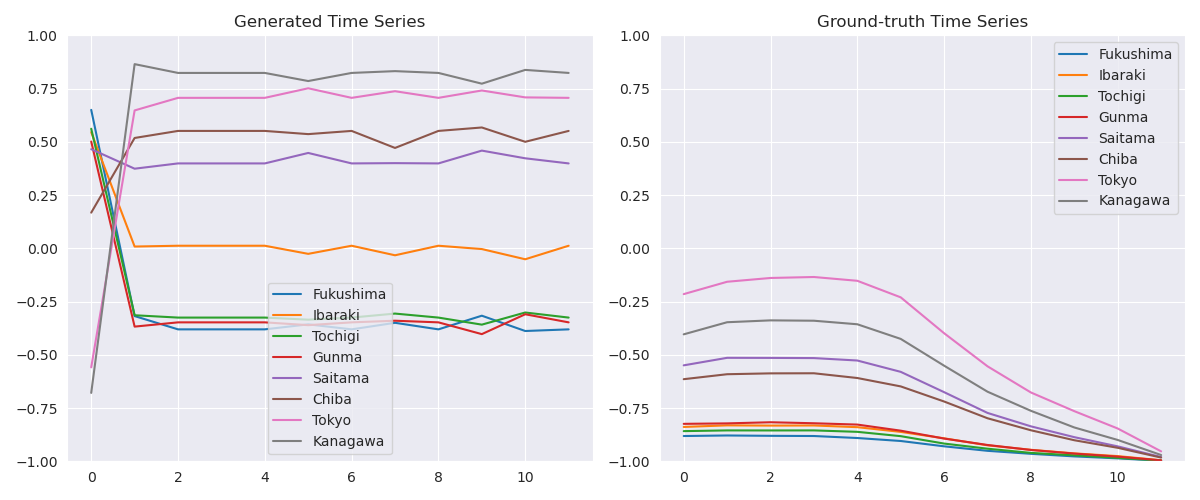 Generated Time Series
1.00
0.75
0.50
0.25
0.00
−0.25
−0.50
−0.75
−1.00
0 2 4 6 8 10
Fukushima
Ibaraki
Tochigi
Gunma
Saitama
Chiba
Tokyo
Kanagawa
Ground-truth Time Series
1.00
0.75
0.50
0.25
0.00
−0.25
−0.50
−0.75
−1.00
0 2 4 6 8 10
Fukushima
Ibaraki
Tochigi
Gunma
Saitama
Chiba
Tokyo
Kanagawa